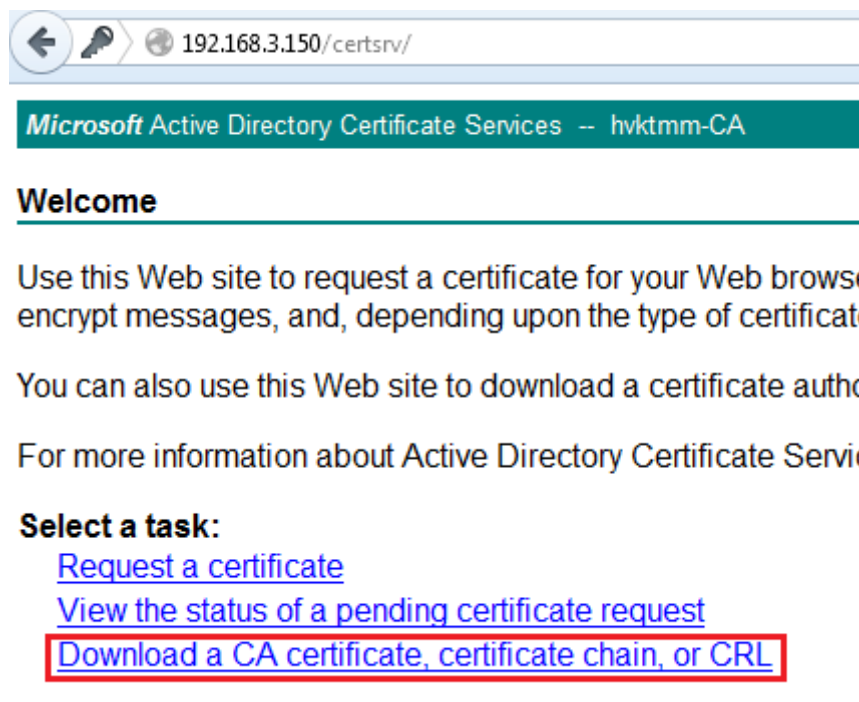 192.168.3.150/certsrv/
Microsoft Active Directory Certificate Services -- hvktmm-CA
Welcome
Use this Web site to request a certificate for your Web browse
encrypt messages, and, depending upon the type of certificate
You can also use this Web site to download a certificate autho
For more information about Active Directory Certificate Servi
Select a task:
Request a certificate
View the status of a pending certificate request
Download a CA certificate, certificate chain, or CRL